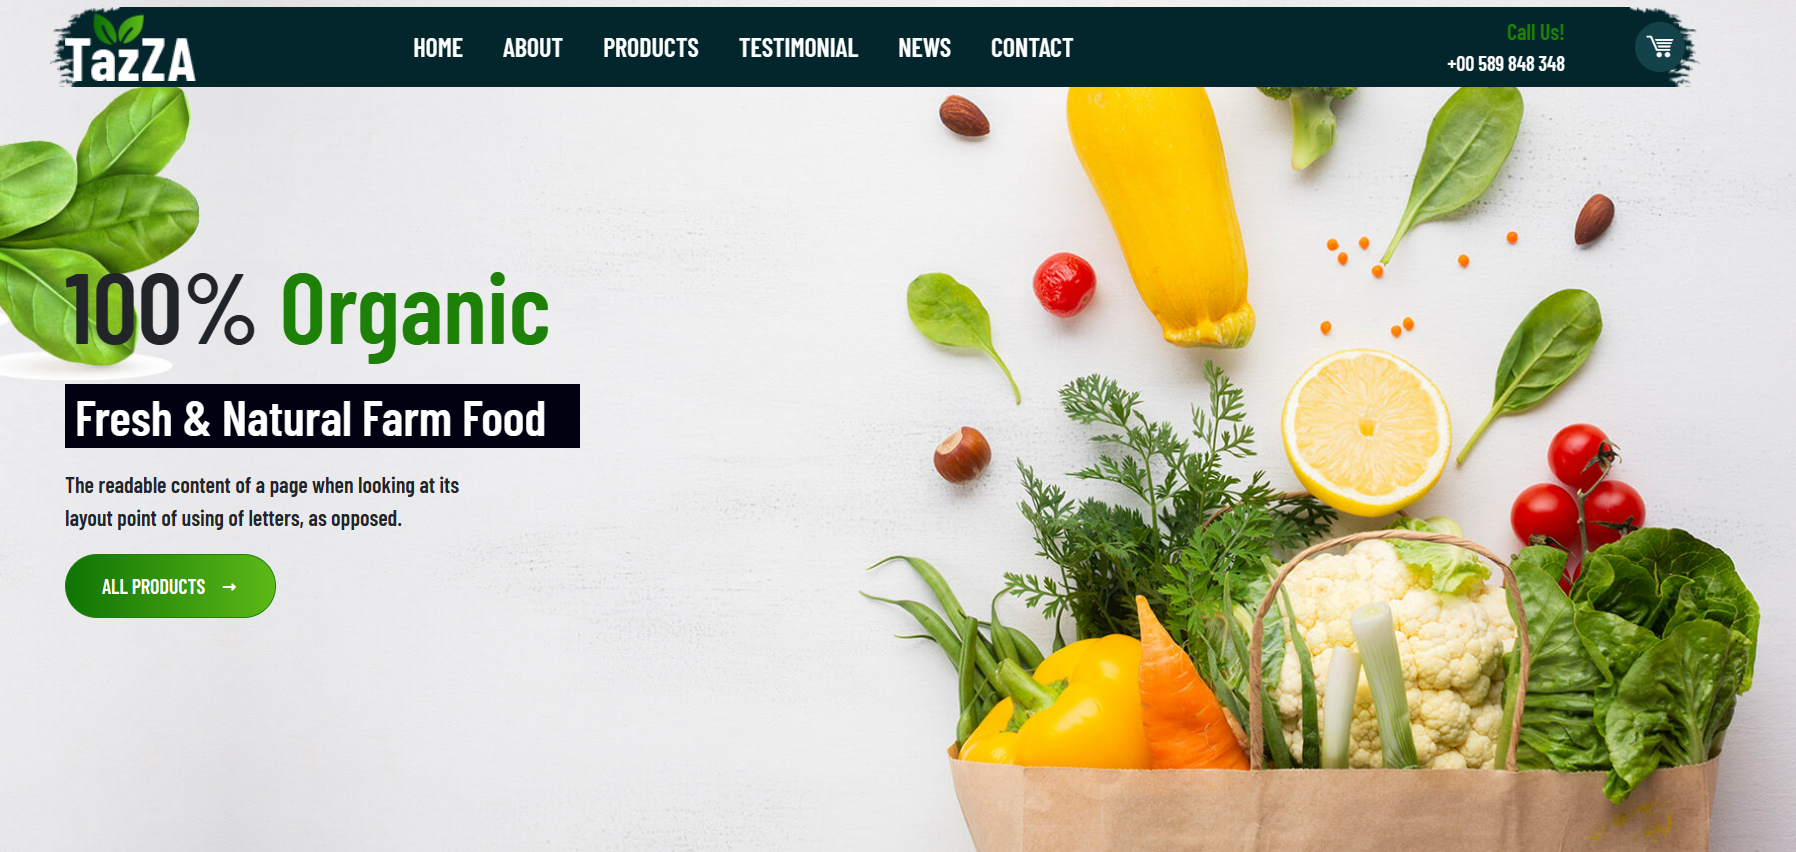 TazZA
HOME ABOUT PRODUCTS TESTIMONIAL NEWS CONTACT
Call Us!
+00 589 848 348
100% Organic
Fresh & Natural Farm Food
The readable content of a page when looking at its
layout point of using of letters, as opposed.
ALL PRODUCTS →